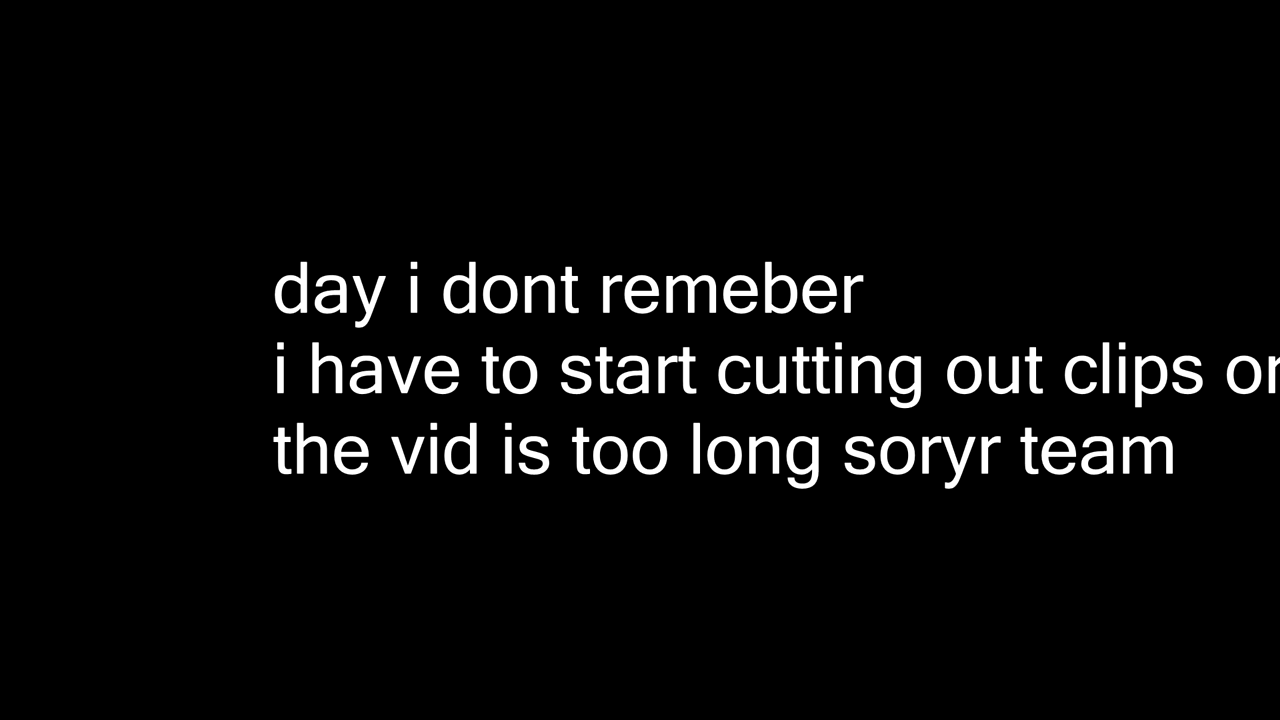 day i dont remeber
i have to start cutting out clips or
the vid is too long soryr team